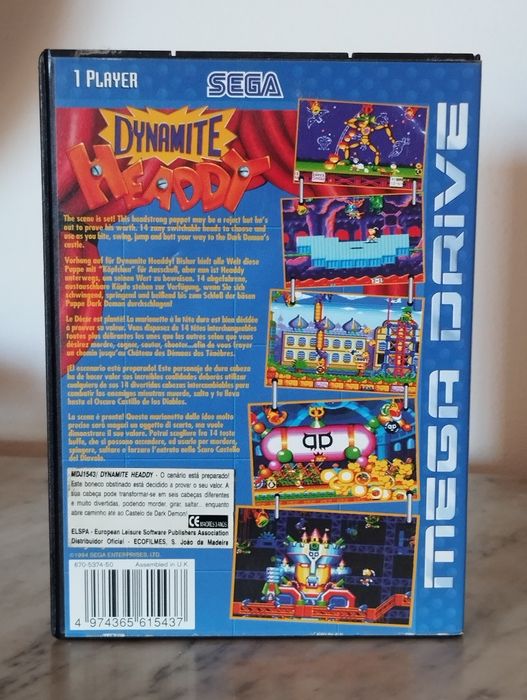 1 PLAYER
SEGA
DYNAMITE
HEADDY
The scene is set! This headstrong puppet may be a reject but he's
out to prove his worth. 14 zany switchable heads to choose and
use as you bite, swing, jump and butt your way to the Dark Demon's
castle.
Vorhang auf für Dynamite Headdy! Bisher hielt alle Welt diese
Puppe mit "Köpfchen" für Ausschuß, aber nun ist Headdy
unterwegs, um seinen Wert zu beweisen. 14 abgefahrene,
austauschbare Köpfe stehen zur Verfügung, wenn Sie sich
schwingend, springend und beißend bis zum Schloß der bösen
Puppe Dark Demon durchschlagen!
Le Décor est planté! La marionette à la tête dure est bien décidée
à prouver sa valeur. Vous disposez de 14 têtes interchangeables
toutes plus délirantes les unes que les autres selon que vous
désirez mordre, cogner, sauter, shooter...afin de vous frayer
un chemin jusqu'au Château des Démons des Ténèbres.
¡El escenario está preparado! Este personaje de dura cabeza
ha de hacer valer sus increíbles cualidades deberás utilizar
cualquiera de sus 14 divertidas cabezas intercambiables para
combatir los enemigos mientras muerde, salta y te lleva
hasta el Oscuro Castillo de los Diablos.
La scena è pronta! Questa marionetta dalle idee molto
precise sarà magari un oggetto di scarto, ma vuole
dimostrare il suo valore. Potrai scegliere fra 14 teste
buffe, che si possono accendere, ed usarle per mordere,
spingere, saltare o forzare l'entrata nello Scuro Castello
del Diavolo.
MDJ1543: DYNAMITE HEADDY - O cenário está preparado!
Este boneco obstinado está decidido a provar o seu valor. A
sua cabeça pode transformar-se em seis cabeças diferentes
e muito divertidas, podendo morder, girar, saltar... enquanto
abre caminho até ao Castelo de Dark Demon!
CE
ELSPA - European Leisure Software Publishers Association
Distribuidor Oficial - ECOFILMES, S. João da Madeira
©1994 SEGA ENTERPRISES, LTD.
670-5374-50 Assembled in U.K.
4 974365 615437
MEGA DRIVE